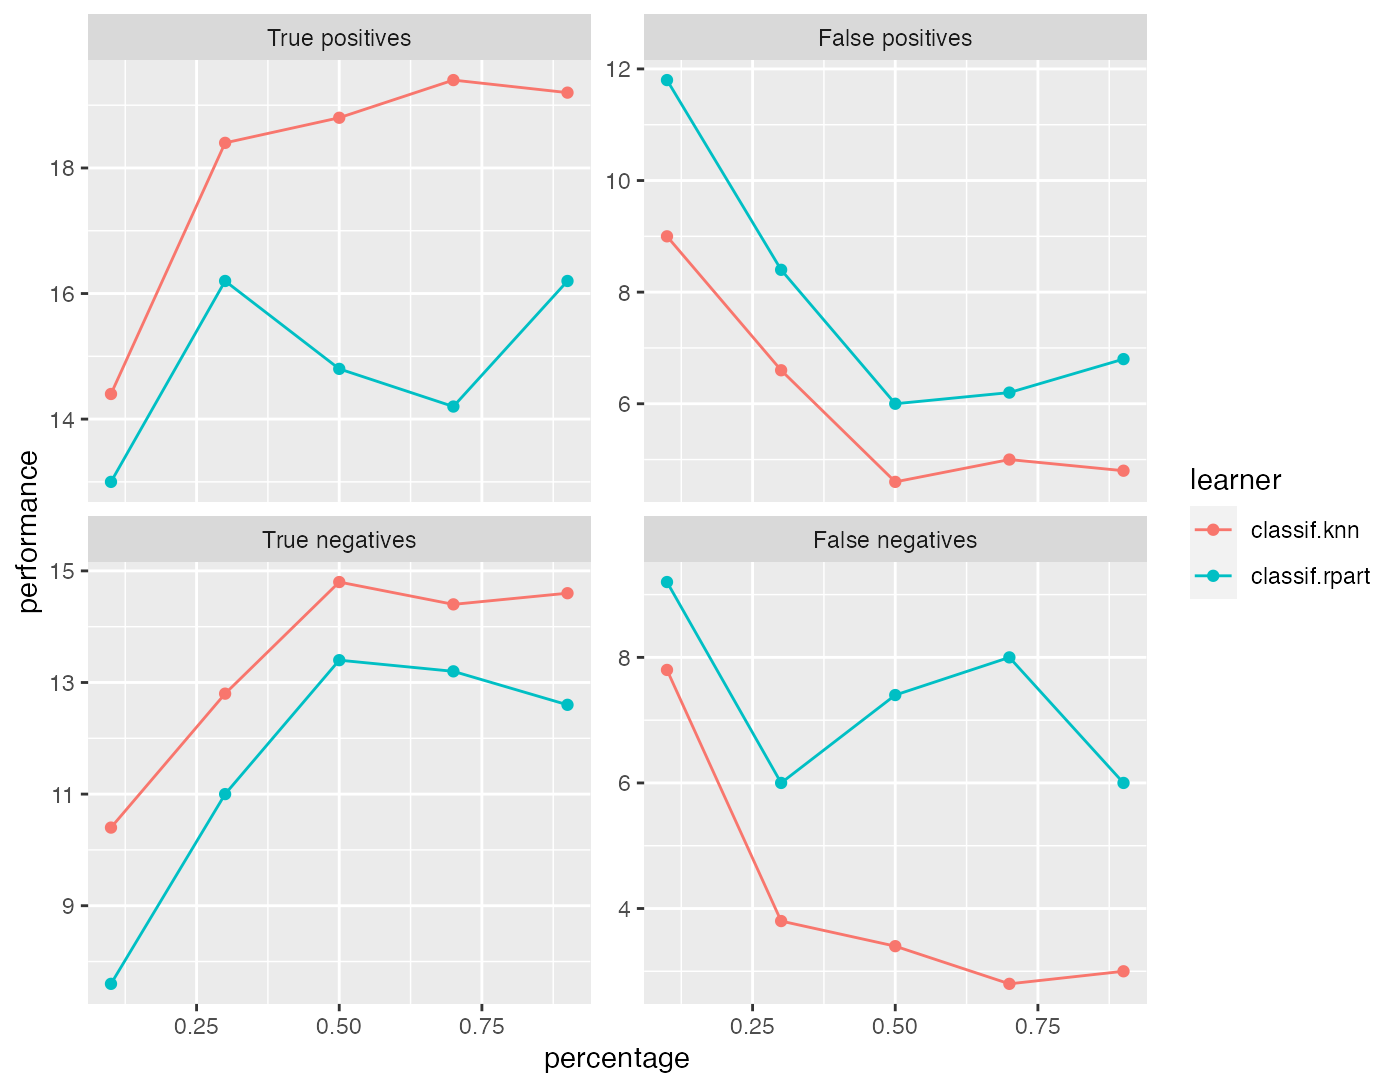 True positives
False positives
18
16
14
12
10
8
6
True negatives
False negatives
15
13
11
9
8
6
4
0.25 0.50 0.75
0.25 0.50 0.75
percentage
performance
learner
classif.knn
classif.rpart